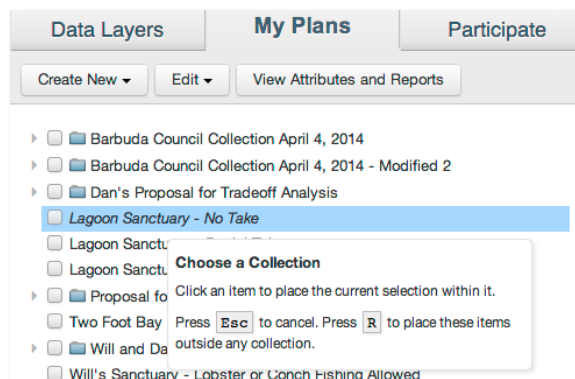 Data Layers
My Plans
Participate
Create New
Edit
View Attributes and Reports
Barbuda Council Collection April 4, 2014
Barbuda Council Collection April 4, 2014 - Modified 2
Dan's Proposal for Tradeoff Analysis
Lagoon Sanctuary - No Take
Lagoon Sanctu
Lagoon Sanctu
Proposal fo
Two Foot Bay
Will and Da
Will's Sanctuary - Lobster or Conch Fishing Allowed
Choose a Collection
Click an item to place the current selection within it.
Press Esc to cancel. Press R to place these items
outside any collection.